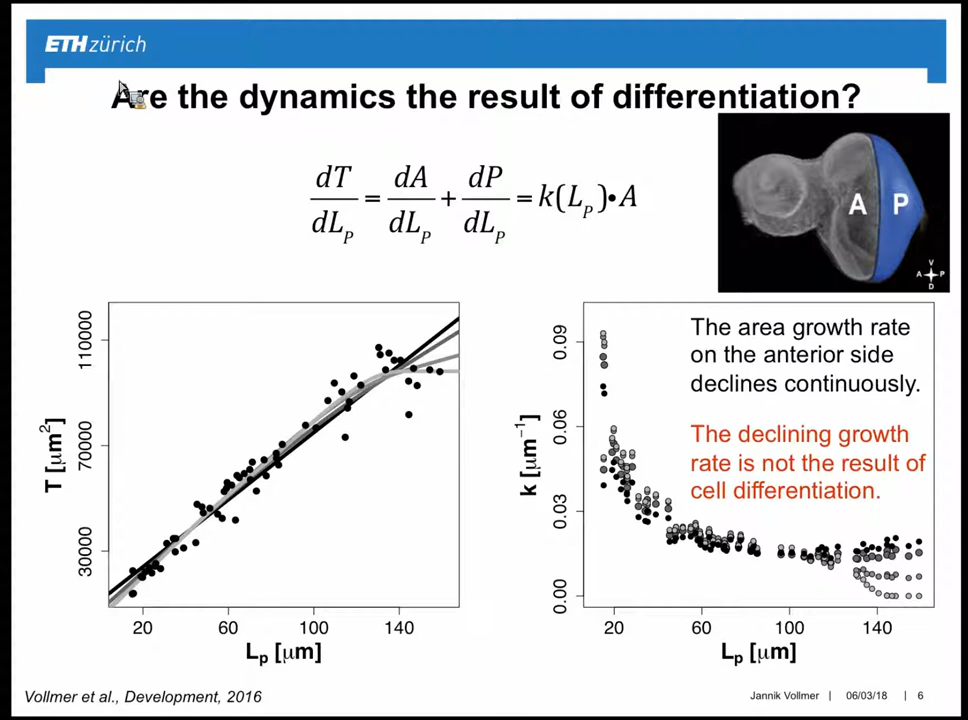 ETH zürich
Are the dynamics the result of differentiation?
dT/dL_P = dA/dL_P + dP/dL_P = k(L_P)•A
A P
V
A P
D
T [μm²]
110000
70000
30000
20 60 100 140
L_p [μm]
k [μm⁻¹]
0.09
0.06
0.03
0.00
20 60 100 140
L_p [μm]
The area growth rate
on the anterior side
declines continuously.
The declining growth
rate is not the result of
cell differentiation.
Vollmer et al., Development, 2016
Jannik Vollmer | 06/03/18 | 6